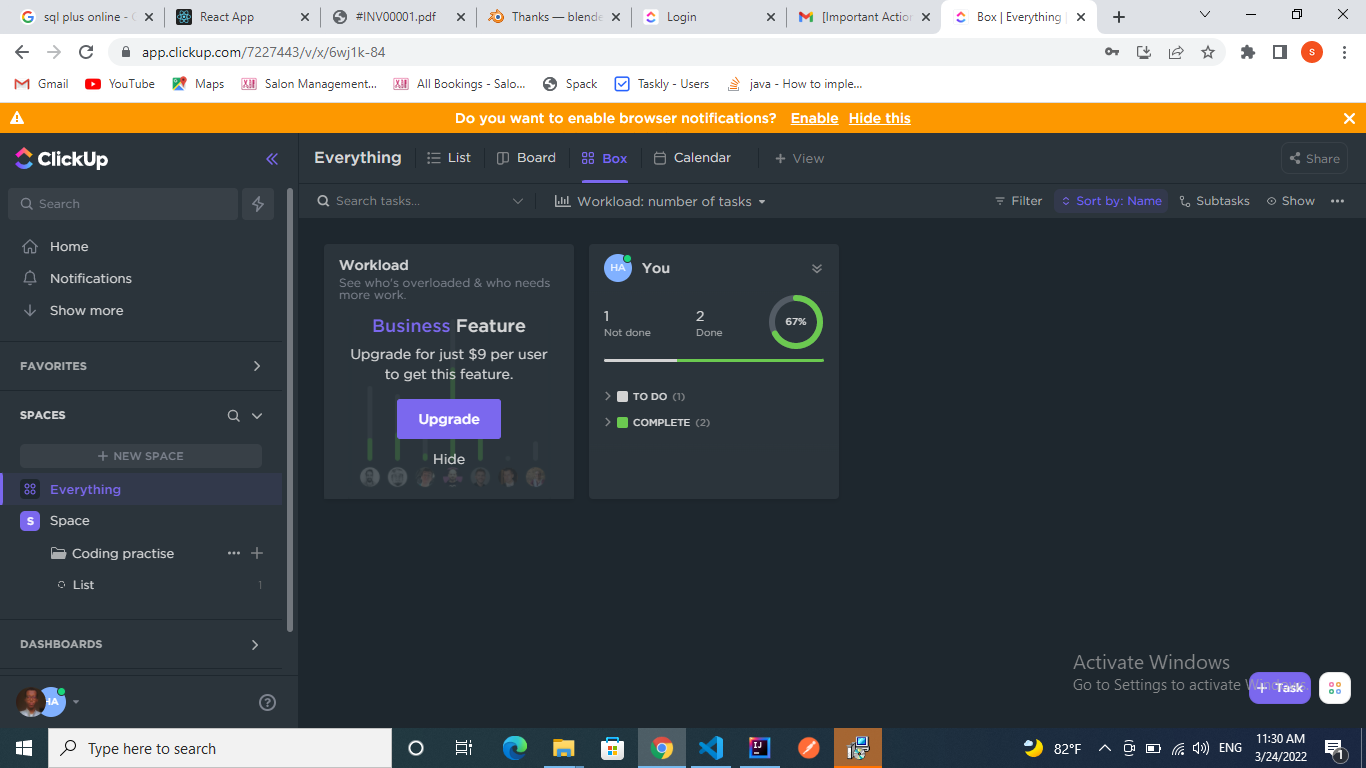 sql plus online - G
React App
#INV00001.pdf
Thanks — blende
Login
[Important Action
Box | Everything
app.clickup.com/7227443/v/x/6wj1k-84
S
Gmail
YouTube
Maps
Salon Management...
All Bookings - Salo...
Spack
Taskly - Users
java - How to imple...
Do you want to enable browser notifications? Enable Hide this
ClickUp
Search
Home
Notifications
Show more
FAVORITES
SPACES
+ NEW SPACE
Everything
S Space
Coding practise
List 1
DASHBOARDS
HA
Everything
List
Board
Box
Calendar
+ View
Share
Search tasks...
Workload: number of tasks
Filter
Sort by: Name
Subtasks
Show
Workload
See who's overloaded & who needs
more work.
Business Feature
Upgrade for just $9 per user
to get this feature.
Upgrade
Hide
HA You
1
Not done
2
Done
67%
TO DO (1)
COMPLETE (2)
Activate Windows
Go to Settings to activate Windows.
+ Task
Type here to search
82°F
ENG
11:30 AM
3/24/2022
1